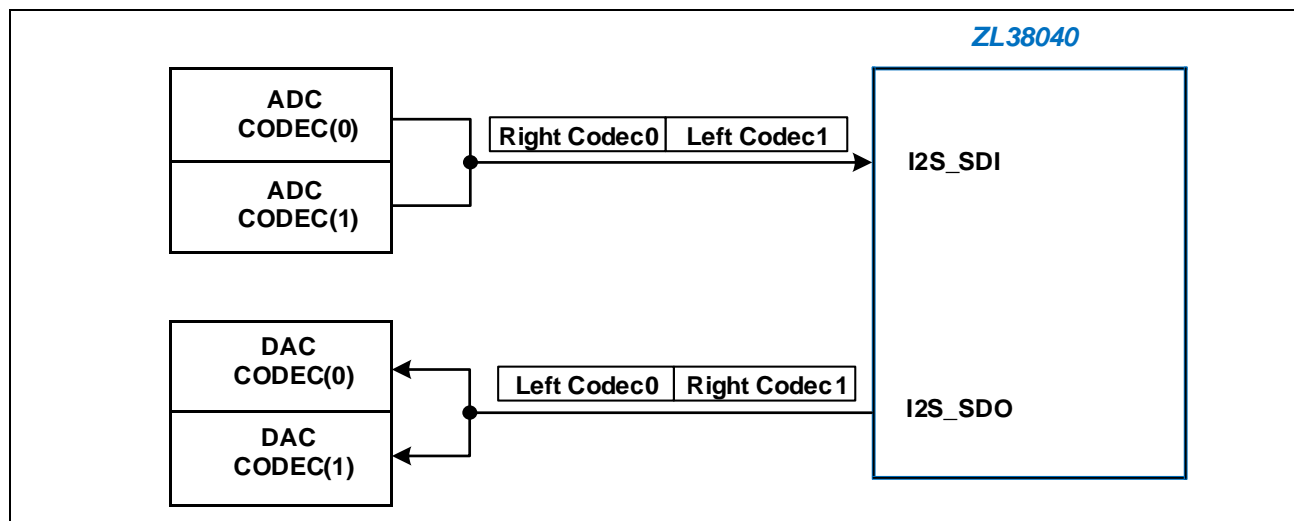 ZL38040
ADC
CODEC(0)
Right Codec0 Left Codec1
I2S_SDI
ADC
CODEC(1)
DAC
CODEC(0)
Left Codec0 Right Codec1
I2S_SDO
DAC
CODEC(1)